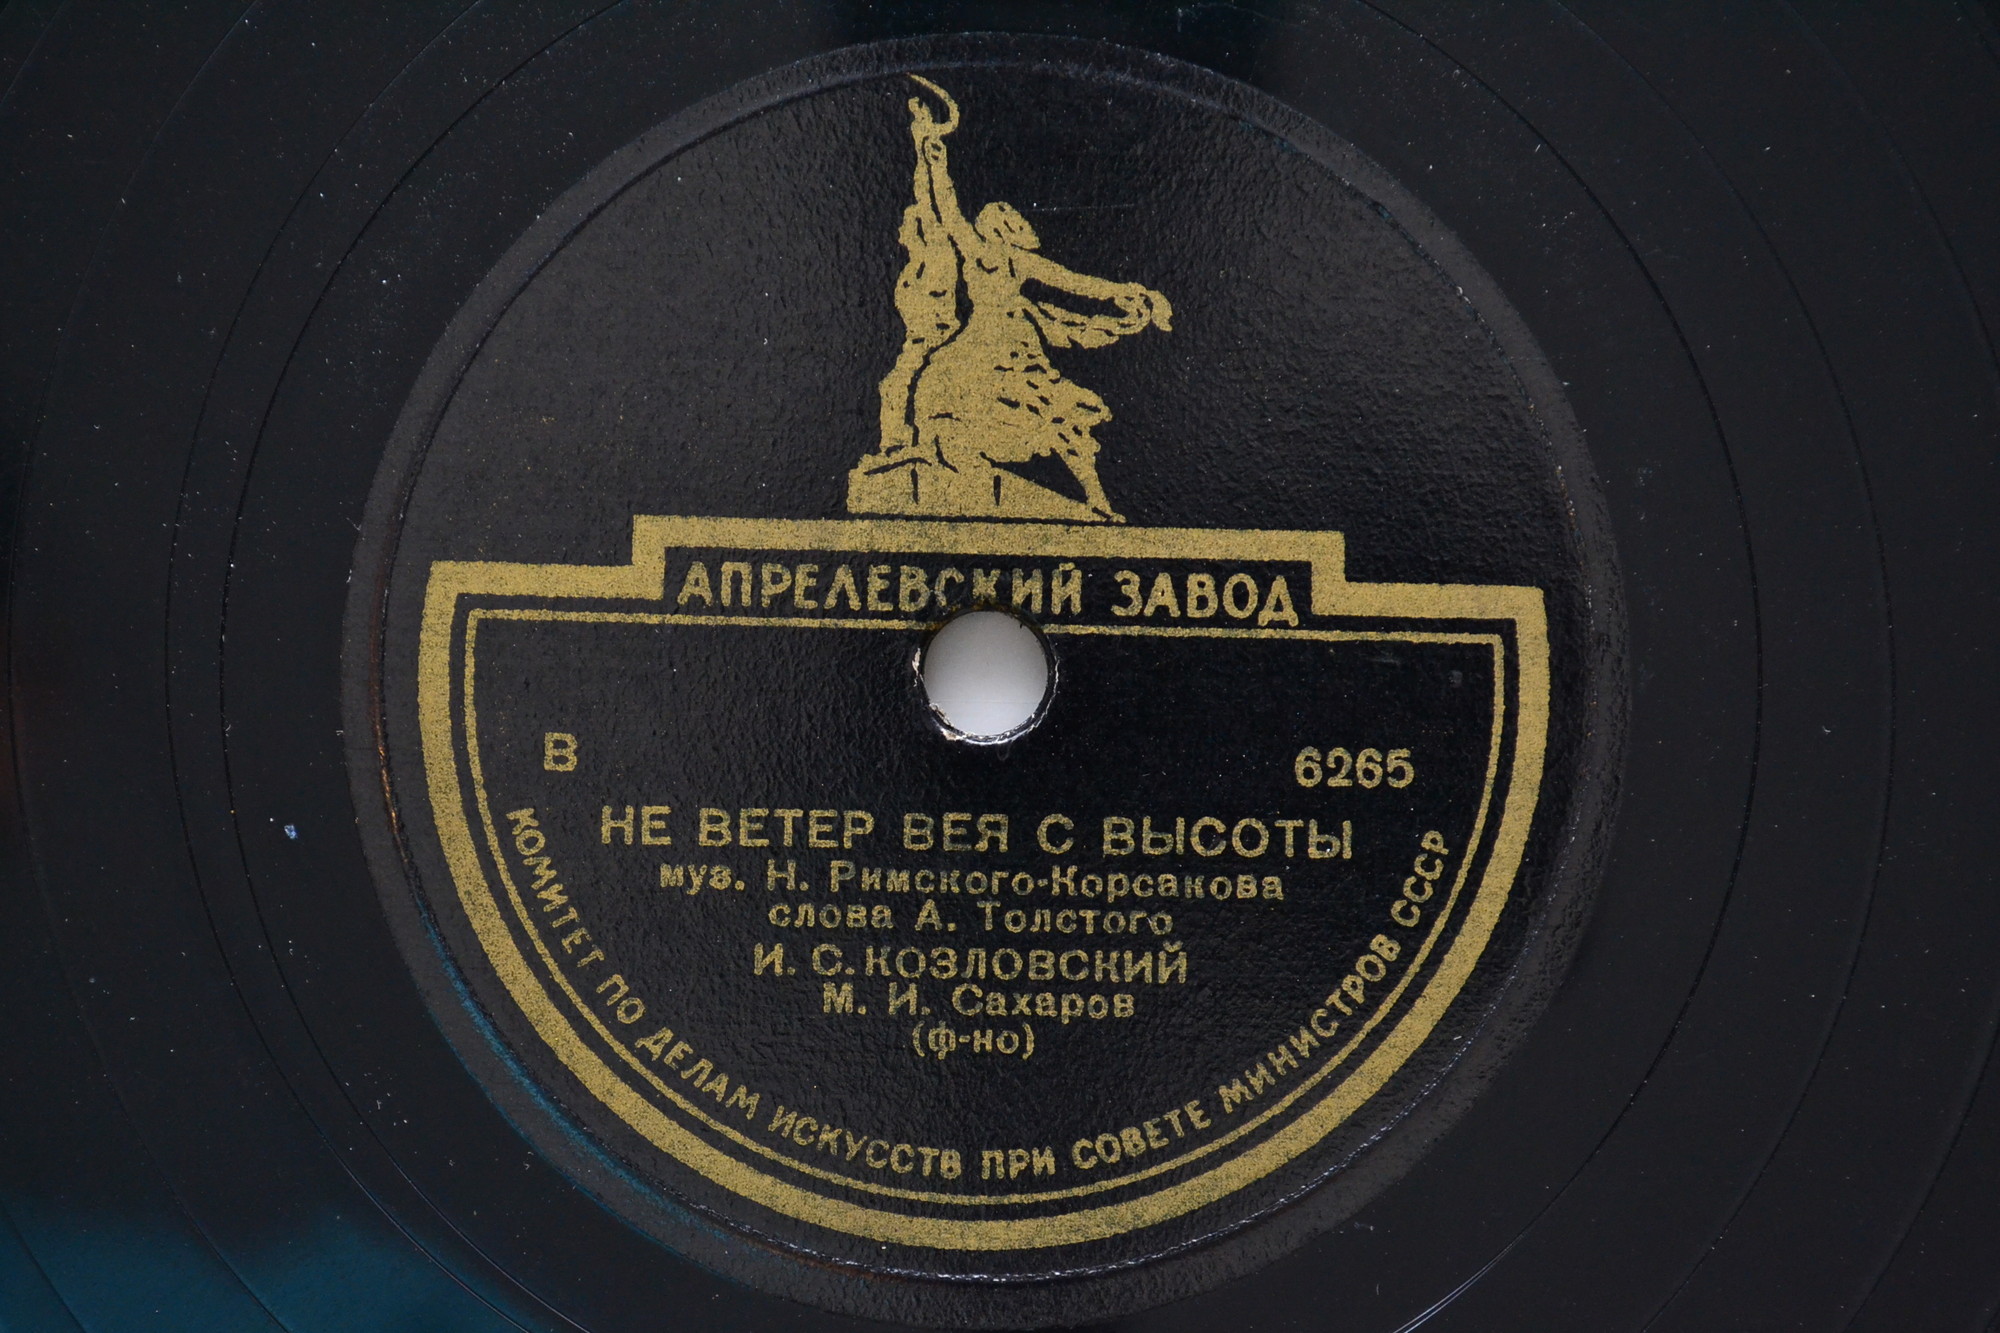 АПРЕЛЕВСКИЙ ЗАВОД
В 6265
НЕ ВЕТЕР ВЕЯ С ВЫСОТЫ
муз. Н. Римского-Корсакова
слова А. Толстого
И. С. КОЗЛОВСКИЙ
М. И. Сахаров
(ф-но)
КОМИТЕТ ПО ДЕЛАМ ИСКУССТВ ПРИ СОВЕТЕ МИНИСТРОВ СССР